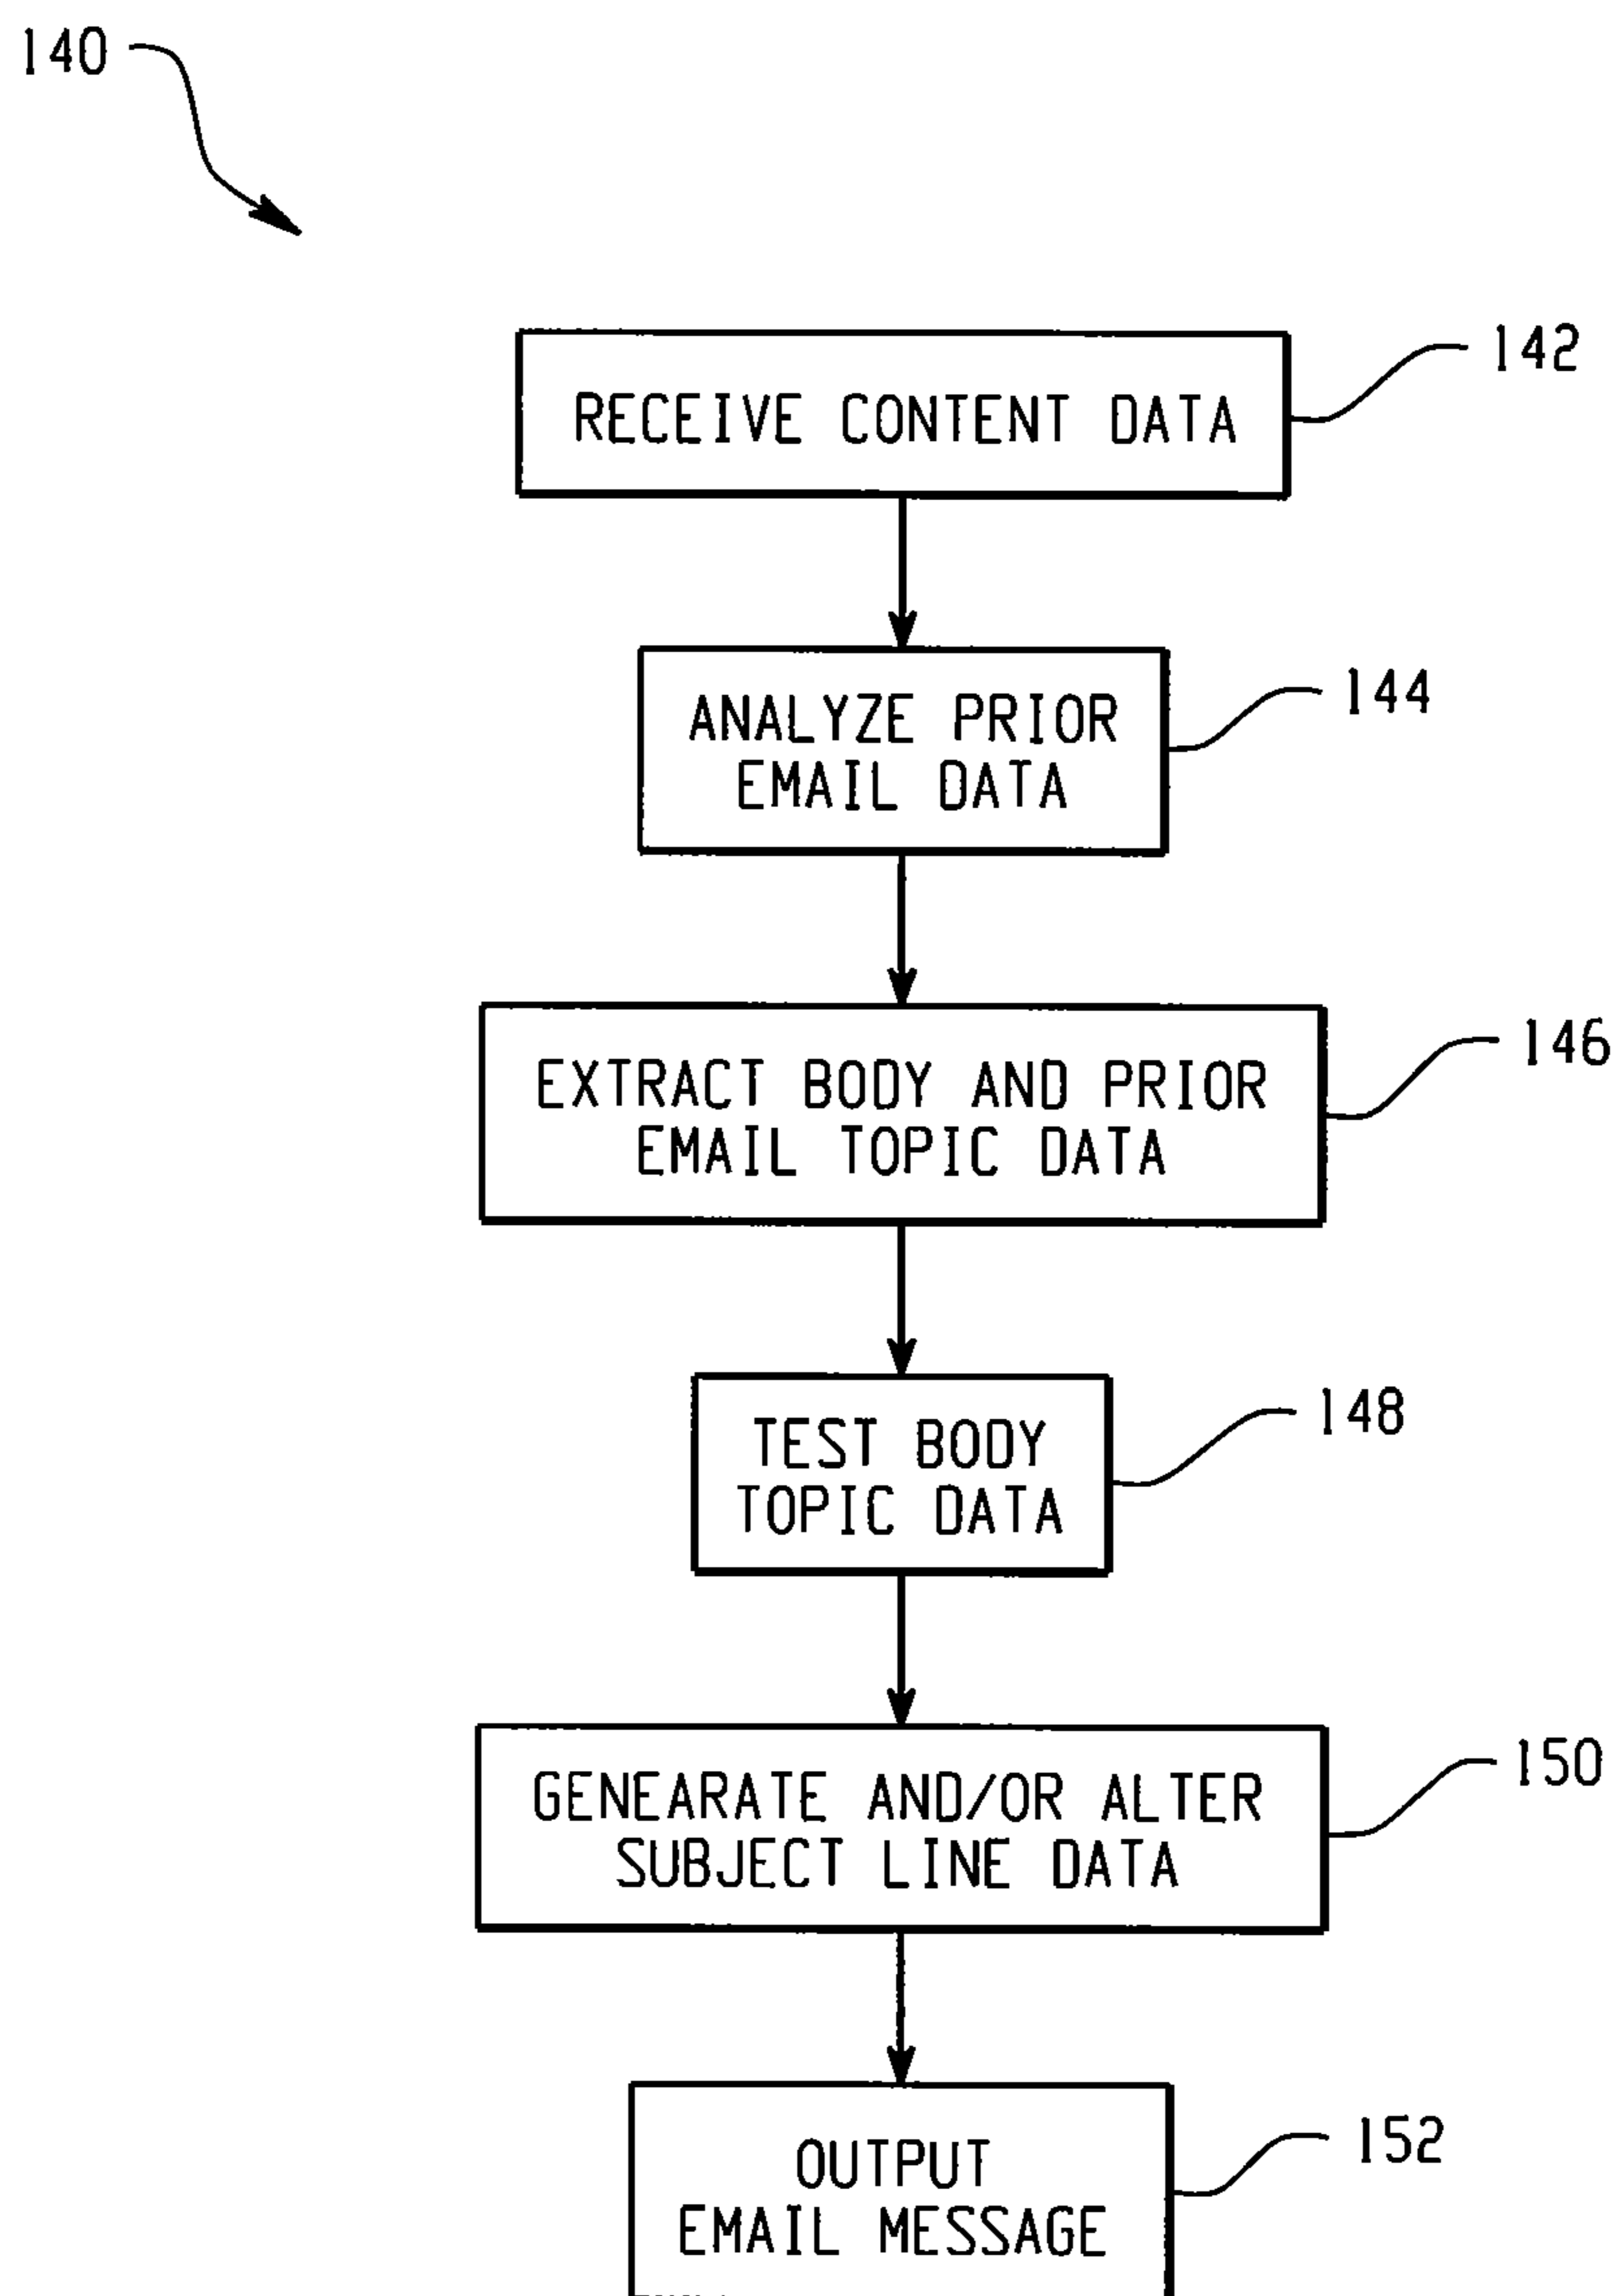 140
RECEIVE CONTENT DATA
142
ANALYZE PRIOR
EMAIL DATA
144
EXTRACT BODY AND PRIOR
EMAIL TOPIC DATA
146
TEST BODY
TOPIC DATA
148
GENEARATE AND/OR ALTER
SUBJECT LINE DATA
150
OUTPUT
EMAIL MESSAGE
152